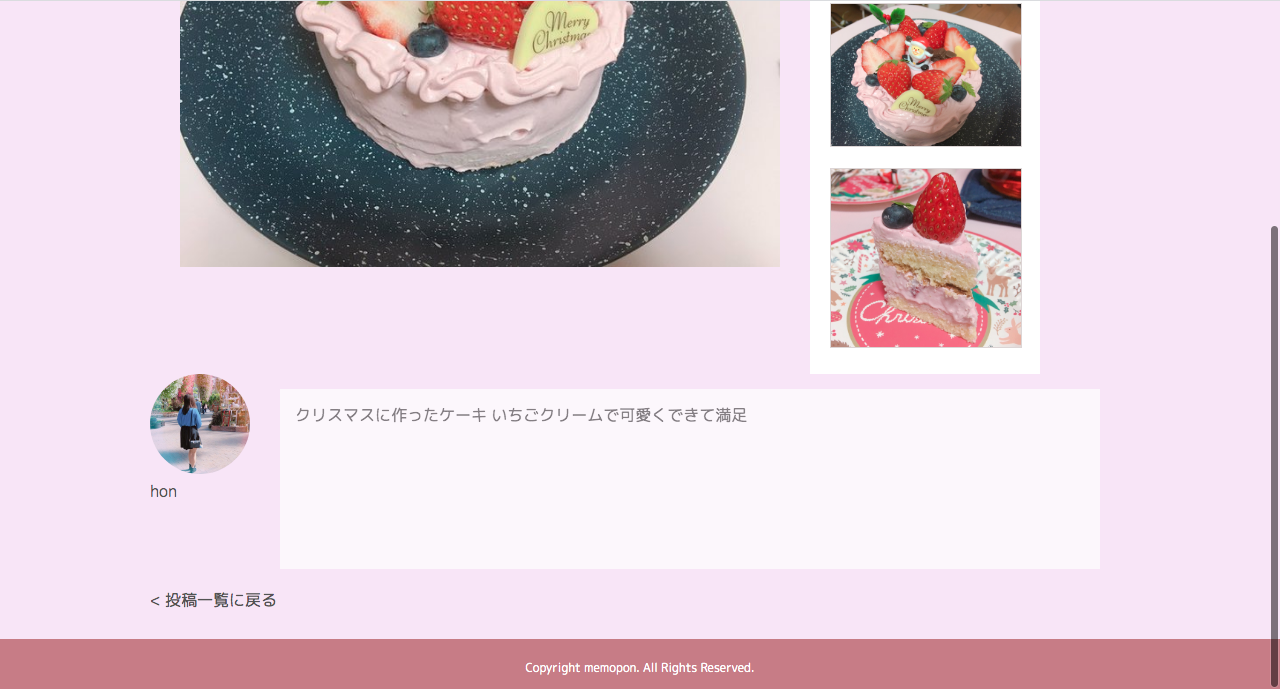 Merry
Christmas
Merry
Christmas
クリスマスに作ったケーキ いちごクリームで可愛くできて満足
hon
< 投稿一覧に戻る
Copyright memopon. All Rights Reserved.